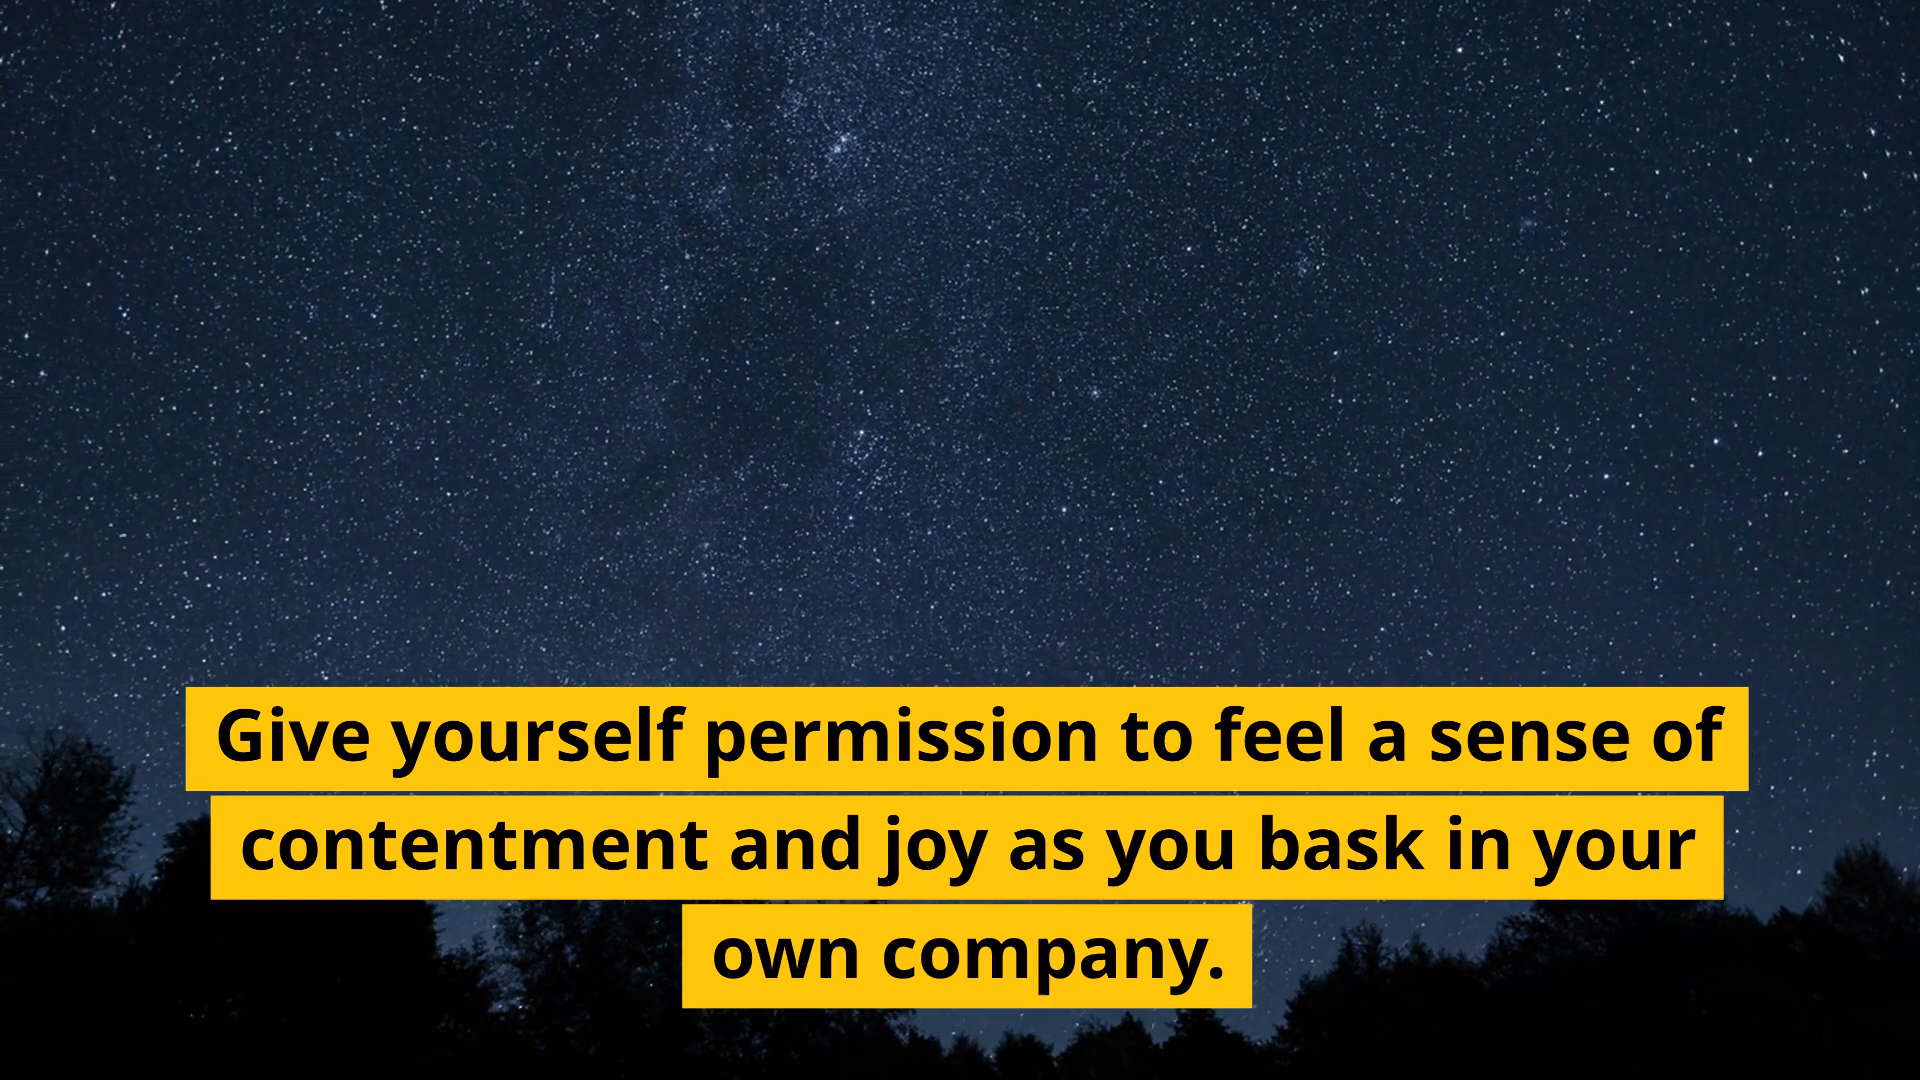 Give yourself permission to feel a sense of
contentment and joy as you bask in your
own company.